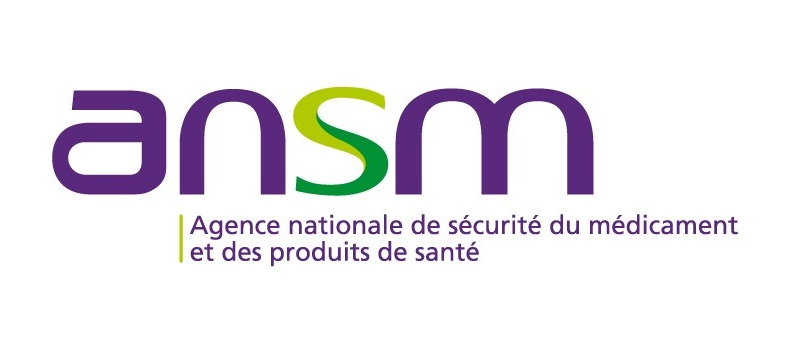 ansm
Agence nationale de sécurité du médicament
et des produits de santé